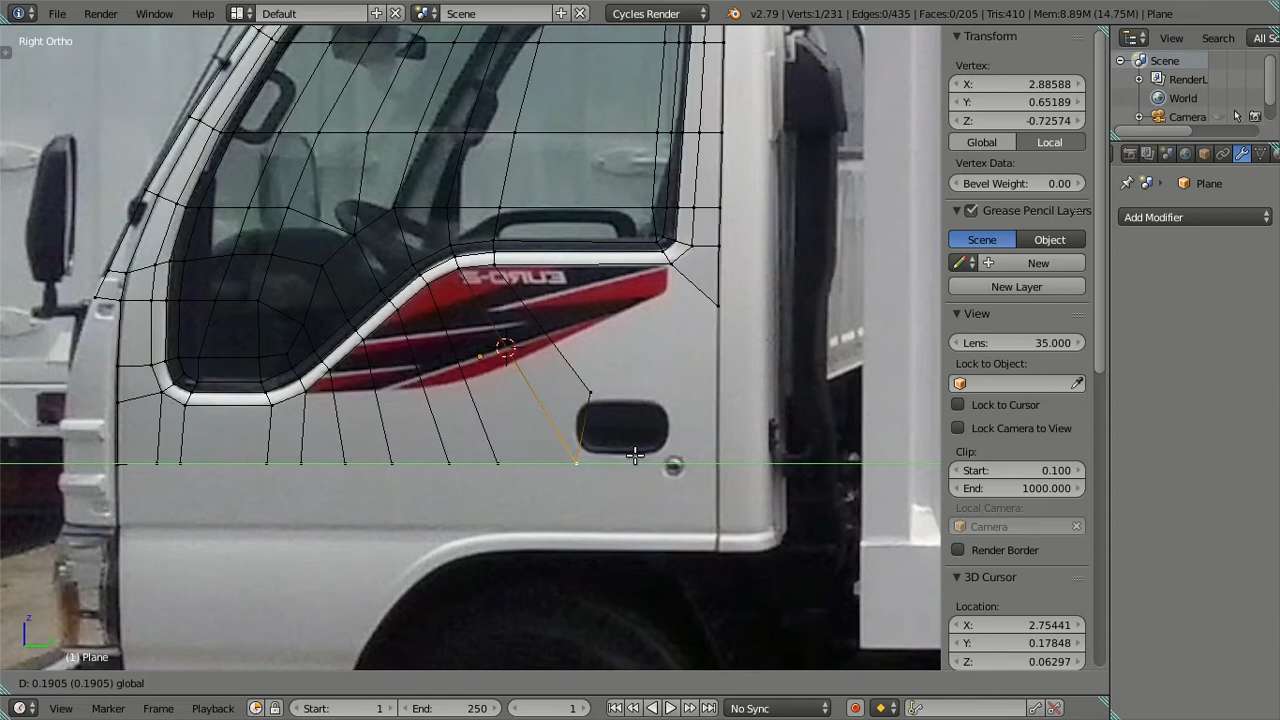 File Render Window Help Default Scene Cycles Render v2.79 | Verts:1/231 | Edges:0/435 | Faces:0/205 | Tris:410 | Mem:8.89M (14.75M) | Plane
Right Ortho
EURO-2
z
(1) Plane
D: 0.1905 (0.1905) global
View Marker Frame Playback Start: 1 End: 250 1 No Sync
Transform
Vertex:
X: 2.88588
Y: 0.65189
Z: -0.72574
Global Local
Vertex Data:
Bevel Weight: 0.00
Grease Pencil Layers
Scene Object
New
New Layer
View
Lens: 35.000
Lock to Object:
Lock to Cursor
Lock Camera to View
Clip:
Start: 0.100
End: 1000.000
Local Camera:
Camera
Render Border
3D Cursor
Location:
X: 2.75441
Y: 0.17848
Z: 0.06297
View Search All Sc
Scene
RenderL
World
Camera
Plane
Add Modifier